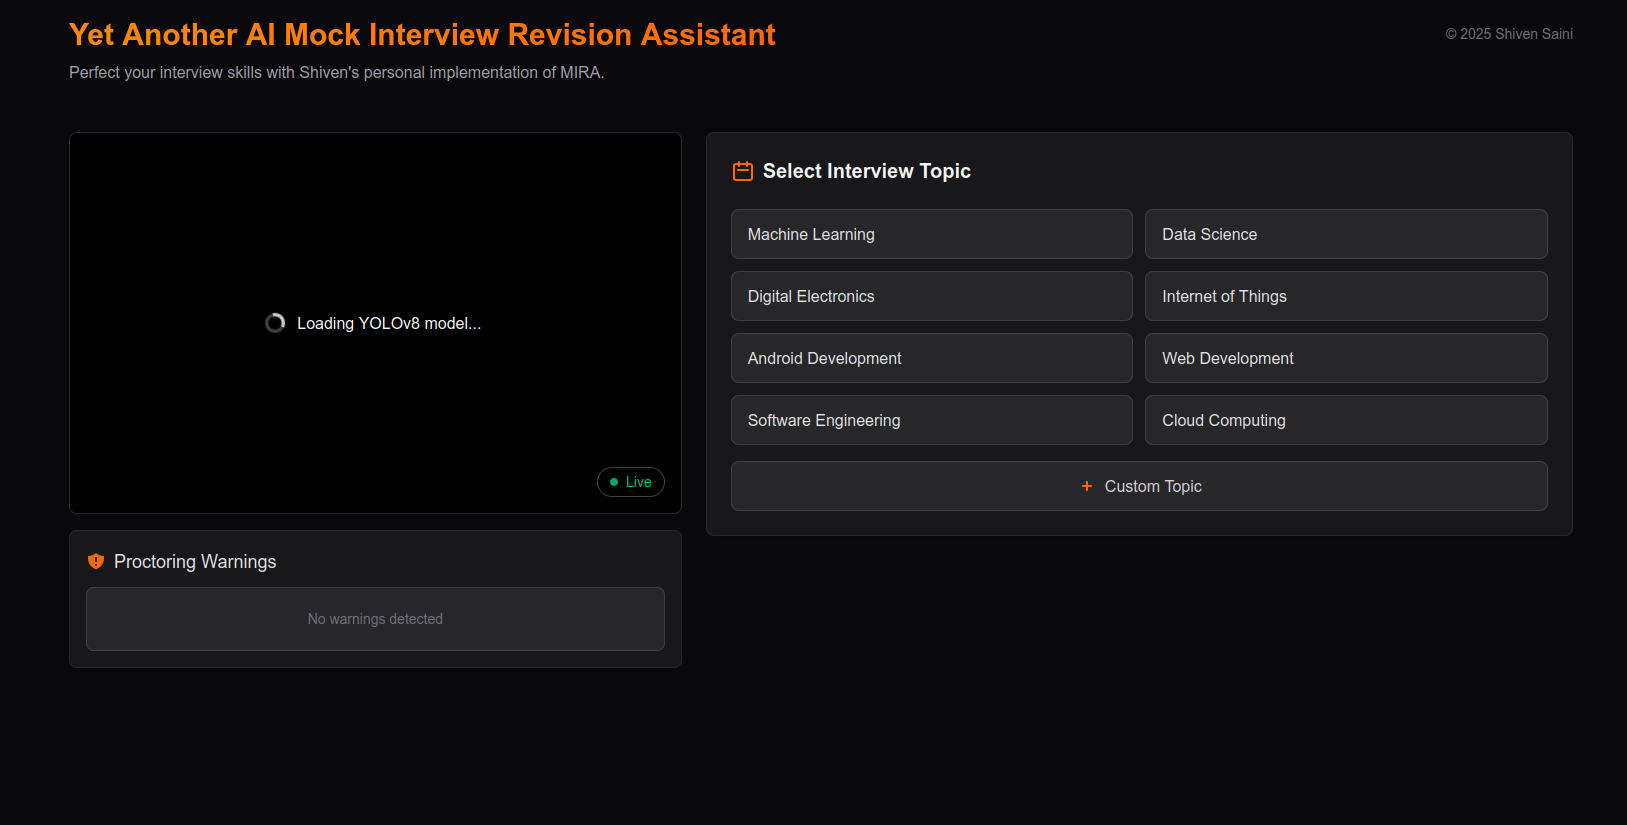 Yet Another AI Mock Interview Revision Assistant
© 2025 Shiven Saini
Perfect your interview skills with Shiven's personal implementation of MIRA.
Loading YOLOv8 model...
Live
Proctoring Warnings
No warnings detected
Select Interview Topic
Machine Learning
Data Science
Digital Electronics
Internet of Things
Android Development
Web Development
Software Engineering
Cloud Computing
+ Custom Topic